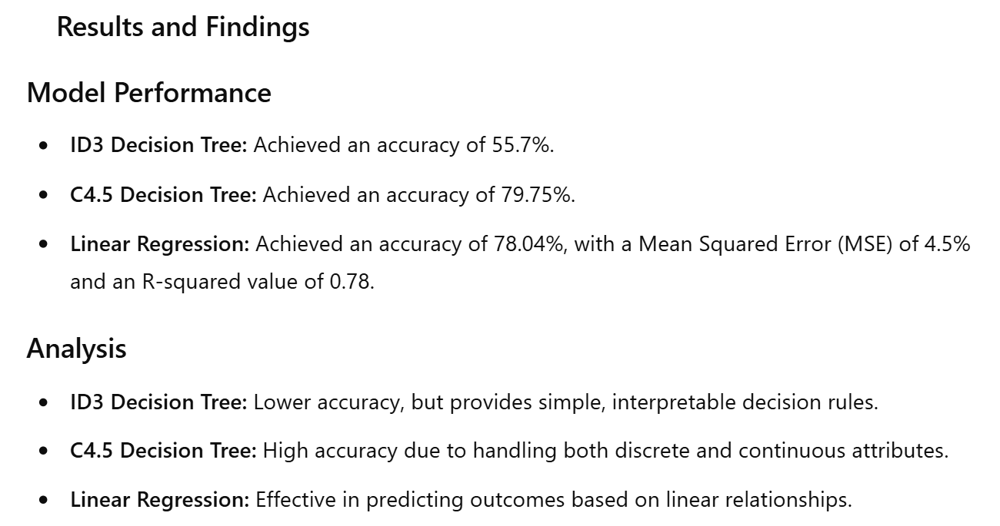 Results and Findings
Model Performance
• ID3 Decision Tree: Achieved an accuracy of 55.7%.
• C4.5 Decision Tree: Achieved an accuracy of 79.75%.
• Linear Regression: Achieved an accuracy of 78.04%, with a Mean Squared Error (MSE) of 4.5%
and an R-squared value of 0.78.
Analysis
• ID3 Decision Tree: Lower accuracy, but provides simple, interpretable decision rules.
• C4.5 Decision Tree: High accuracy due to handling both discrete and continuous attributes.
• Linear Regression: Effective in predicting outcomes based on linear relationships.